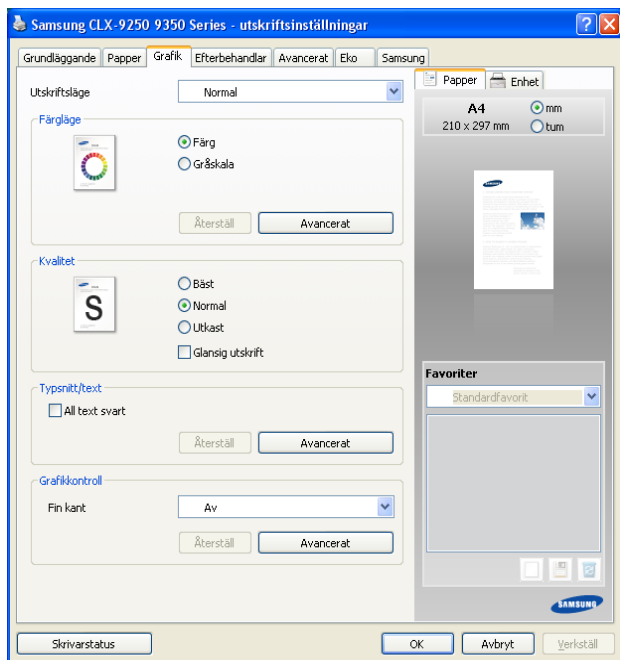 Samsung CLX-9250 9350 Series - utskriftsinställningar
Grundläggande Papper Grafik Efterbehandlar Avancerat Eko Samsung
Utskriftsläge Normal
Färgläge
Färg
Gråskala
Återställ Avancerat
Kvalitet
S
Bäst
Normal
Utkast
Glansig utskrift
Typsnitt/text
All text svart
Återställ Avancerat
Grafikkontroll
Fin kant Av
Återställ Avancerat
Papper Enhet
A4 mm
210 x 297 mm tum
Favoriter
Standardfavorit
SAMSUNG
Skrivarstatus OK Avbryt Verkställ